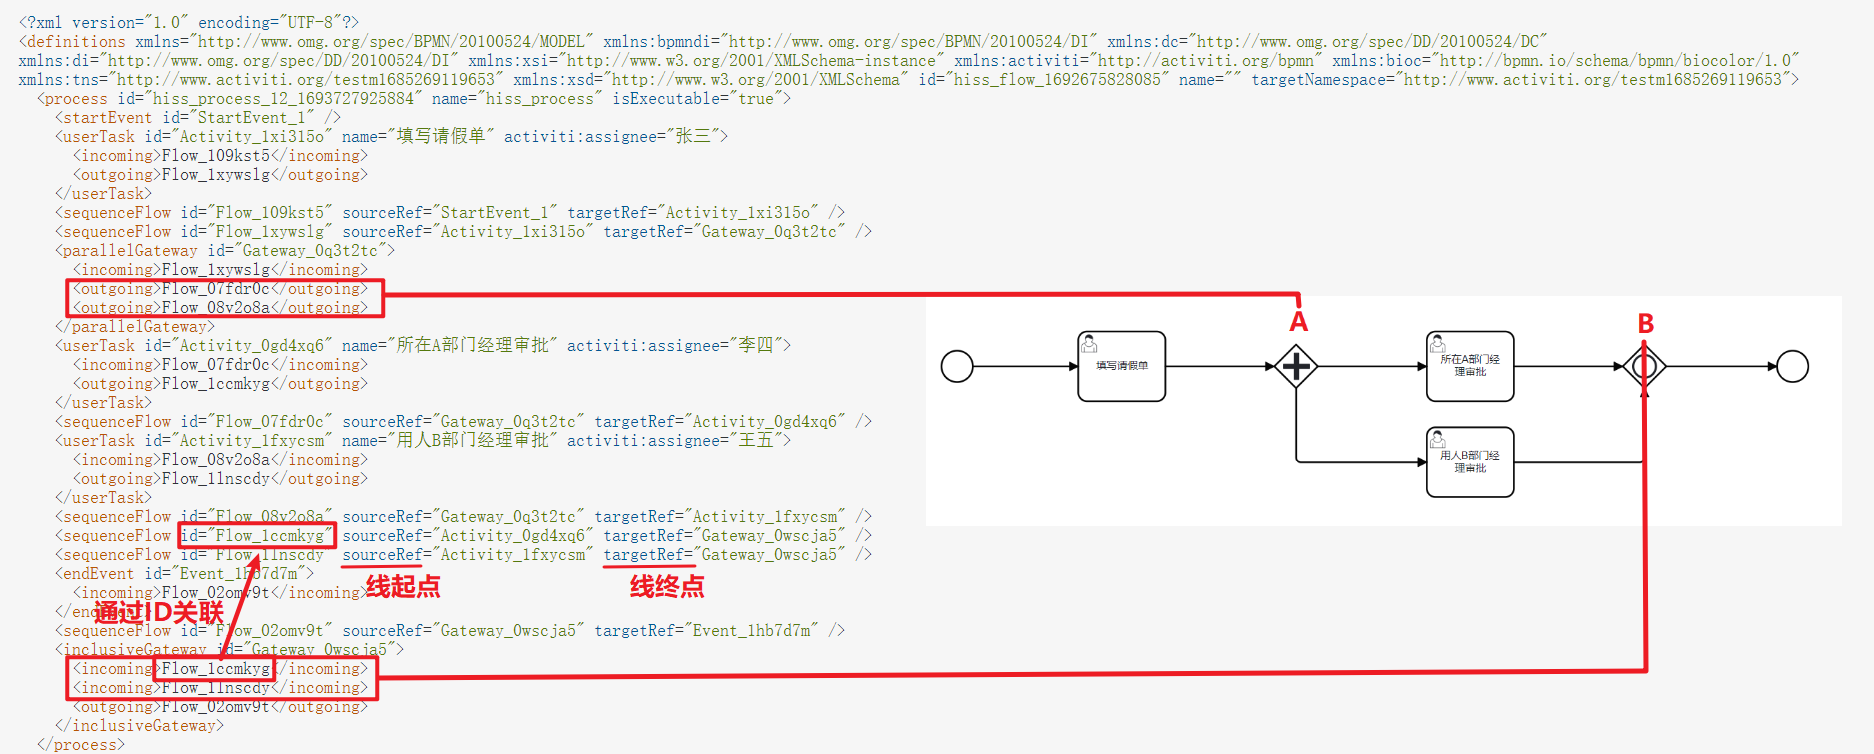 <?xml version="1.0" encoding="UTF-8"?>
<definitions xmlns="http://www.omg.org/spec/BPMN/20100524/MODEL" xmlns:bpmndi="http://www.omg.org/spec/BPMN/20100524/DI" xmlns:dc="http://www.omg.org/spec/DD/20100524/DC"
xmlns:di="http://www.omg.org/spec/DD/20100524/DI" xmlns:xsi="http://www.w3.org/2001/XMLSchema-instance" xmlns:activiti="http://activiti.org/bpmn" xmlns:bioc="http://bpmn.io/schema/bpmn/biocolor/1.0"
xmlns:tns="http://www.activiti.org/testm1685269119653" xmlns:xsd="http://www.w3.org/2001/XMLSchema" id="hiss_flow_1692675828085" name="" targetNamespace="http://www.activiti.org/testm1685269119653">
<process id="hiss_process_12_1693727925884" name="hiss_process" isExecutable="true">
<startEvent id="StartEvent_1" />
<userTask id="Activity_1xi315o" name="填写请假单" activiti:assignee="张三">
<incoming>Flow_109kst5</incoming>
<outgoing>Flow_1xywslg</outgoing>
</userTask>
<sequenceFlow id="Flow_109kst5" sourceRef="StartEvent_1" targetRef="Activity_1xi315o" />
<sequenceFlow id="Flow_1xywslg" sourceRef="Activity_1xi315o" targetRef="Gateway_0q3t2tc" />
<parallelGateway id="Gateway_0q3t2tc">
<incoming>Flow_1xywslg</incoming>
<outgoing>Flow_07fdr0c</outgoing>
<outgoing>Flow_08v2o8a</outgoing>
</parallelGateway>
<userTask id="Activity_0gd4xq6" name="所在A部门经理审批" activiti:assignee="李四">
<incoming>Flow_07fdr0c</incoming>
<outgoing>Flow_1ccmkyg</outgoing>
</userTask>
<sequenceFlow id="Flow_07fdr0c" sourceRef="Gateway_0q3t2tc" targetRef="Activity_0gd4xq6" />
<userTask id="Activity_1fxycsm" name="用人B部门经理审批" activiti:assignee="王五">
<incoming>Flow_08v2o8a</incoming>
<outgoing>Flow_1lnscdy</outgoing>
</userTask>
<sequenceFlow id="Flow_08v2o8a" sourceRef="Gateway_0q3t2tc" targetRef="Activity_1fxycsm" />
<sequenceFlow id="Flow_1ccmkyg" sourceRef="Activity_0gd4xq6" targetRef="Gateway_0wscja5" />
<sequenceFlow id="Flow_1lnscdy" sourceRef="Activity_1fxycsm" targetRef="Gateway_0wscja5" />
<endEvent id="Event_1hb7d7m">
<incoming>Flow_02omv9t</incoming>
</endEvent>
<sequenceFlow id="Flow_02omv9t" sourceRef="Gateway_0wscja5" targetRef="Event_1hb7d7m" />
<inclusiveGateway id="Gateway_0wscja5">
<incoming>Flow_1ccmkyg</incoming>
<incoming>Flow_1lnscdy</incoming>
<outgoing>Flow_02omv9t</outgoing>
</inclusiveGateway>
</process>
线起点
线终点
通过ID关联
A
B
填写请假单
所在A部门经
理审批
用人B部门经
理审批